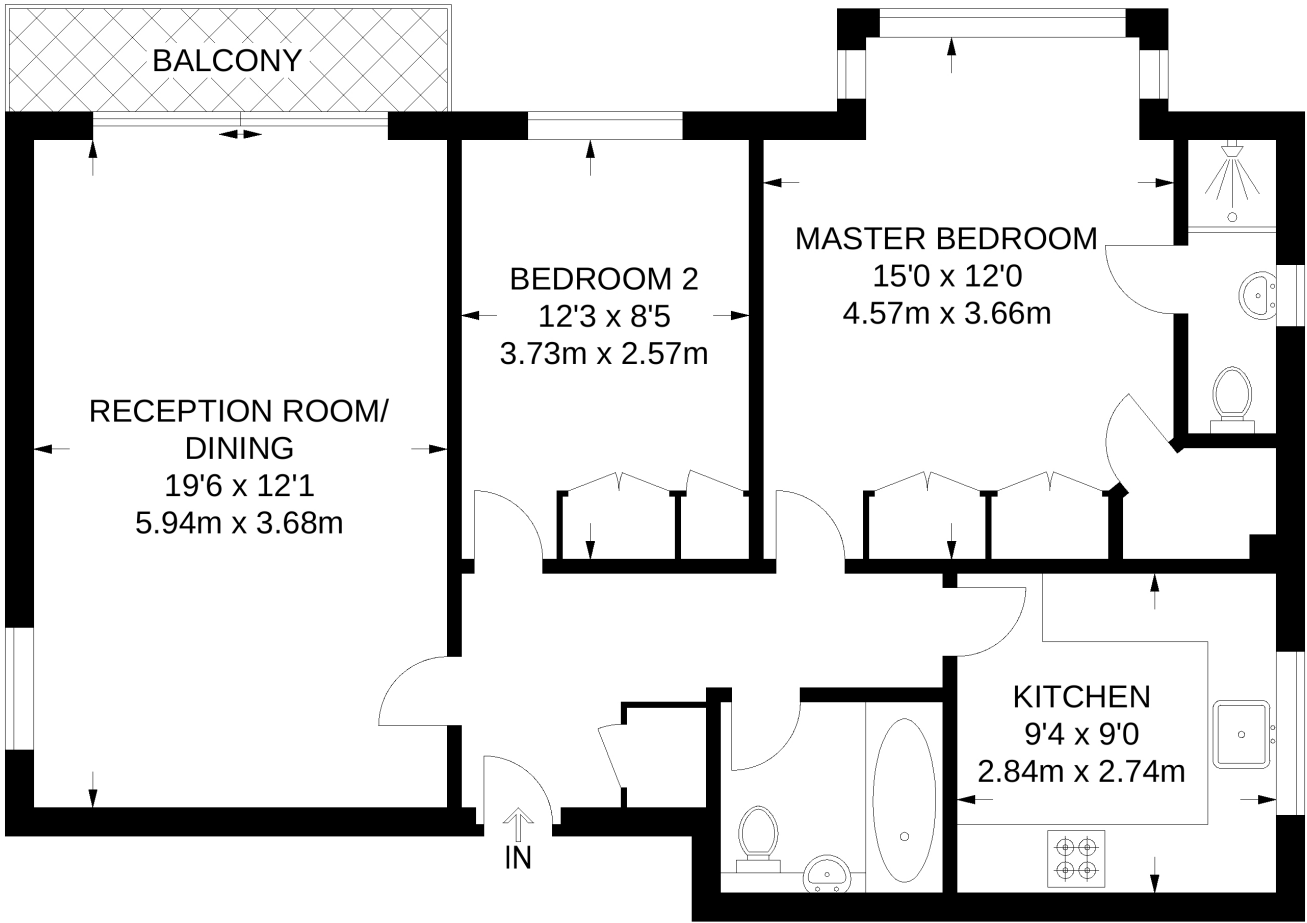 BALCONY
MASTER BEDROOM
15'0 x 12'0
4.57m x 3.66m
BEDROOM 2
12'3 x 8'5
3.73m x 2.57m
RECEPTION ROOM/
DINING
19'6 x 12'1
5.94m x 3.68m
KITCHEN
9'4 x 9'0
2.84m x 2.74m
IN